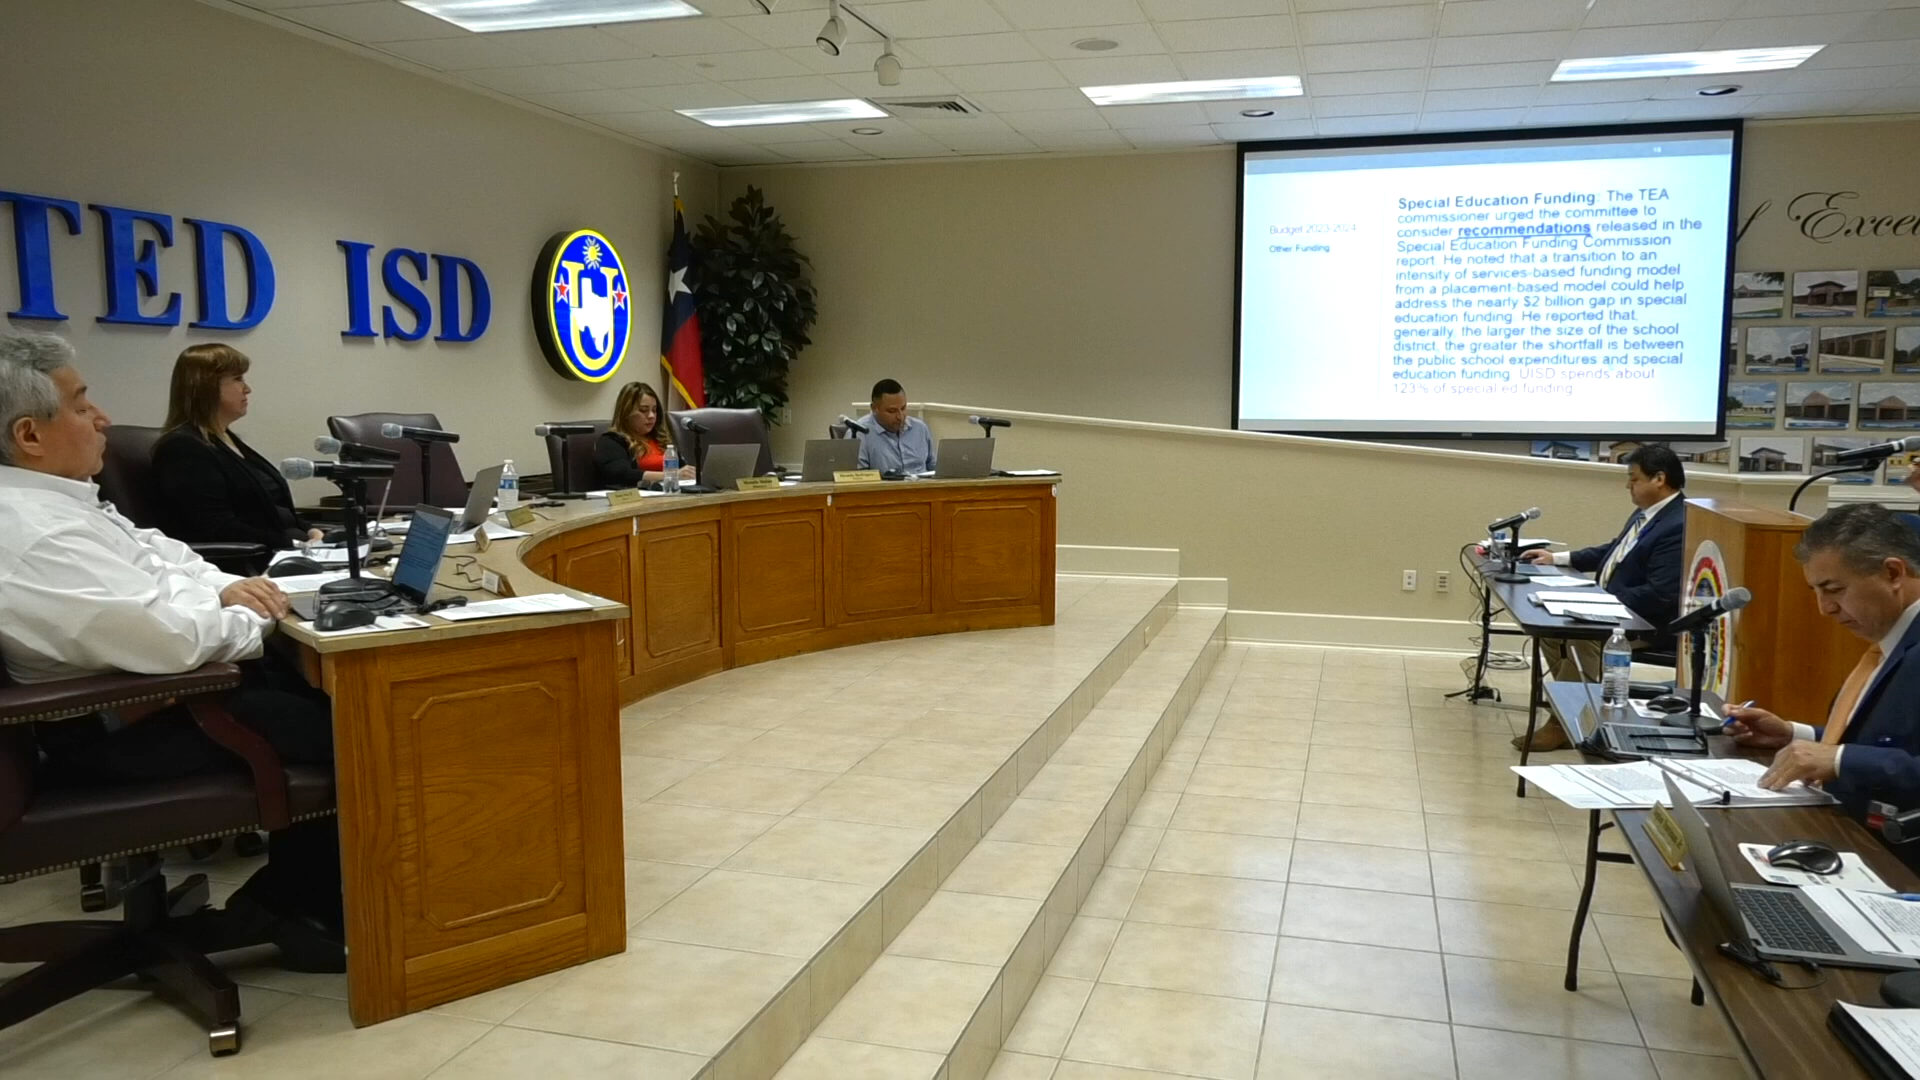 TED ISD
U
of Excel
18
Budget 2023-2024
Other Funding
Special Education Funding: The TEA
commissioner urged the committee to
consider recommendations released in the
Special Education Funding Commission
report. He noted that a transition to an
intensity of services-based funding model
from a placement-based model could help
address the nearly $2 billion gap in special
education funding. He reported that,
generally, the larger the size of the school
district, the greater the shortfall is between
the public school expenditures and special
education funding. UISD spends about
123% of special ed funding.